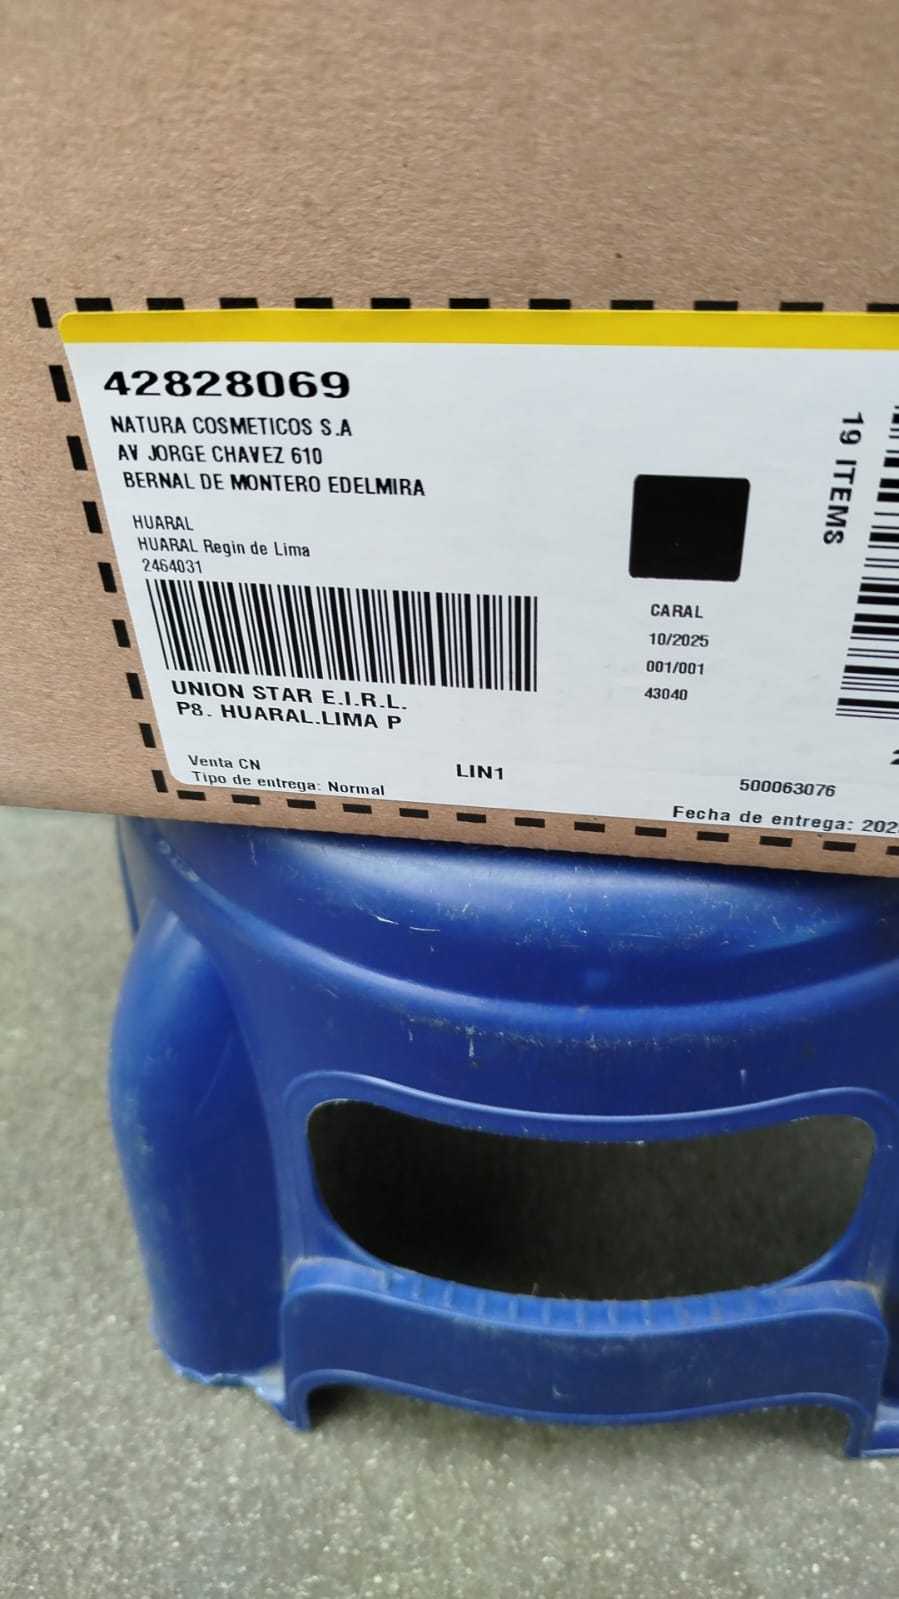 42828069
NATURA COSMETICOS S.A
AV JORGE CHAVEZ 610
BERNAL DE MONTERO EDELMIRA
HUARAL
HUARAL Regin de Lima
2464031
UNION STAR E.I.R.L.
P8. HUARAL.LIMA P
Venta CN
Tipo de entrega: Normal
LIN1
CARAL
10/2025
001/001
43040
19 ITEMS
500063076
Fecha de entrega: 202